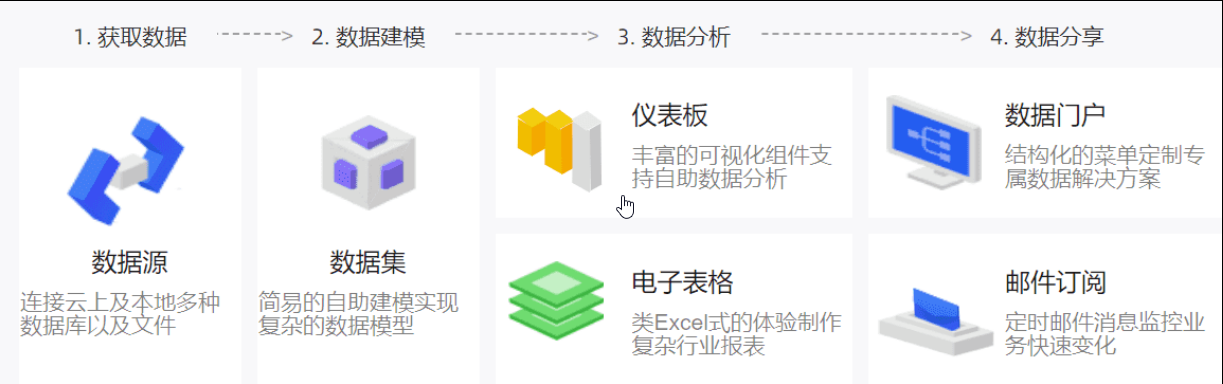 1. 获取数据
2. 数据建模
3. 数据分析
4. 数据分享
数据源
连接云上及本地多种
数据库以及文件
数据集
简易的自助建模实现
复杂的数据模型
仪表板
丰富的可视化组件支
持自助数据分析
电子表格
类Excel式的体验制作
复杂行业报表
数据门户
结构化的菜单定制专
属数据解决方案
邮件订阅
定时邮件消息监控业
务快速变化